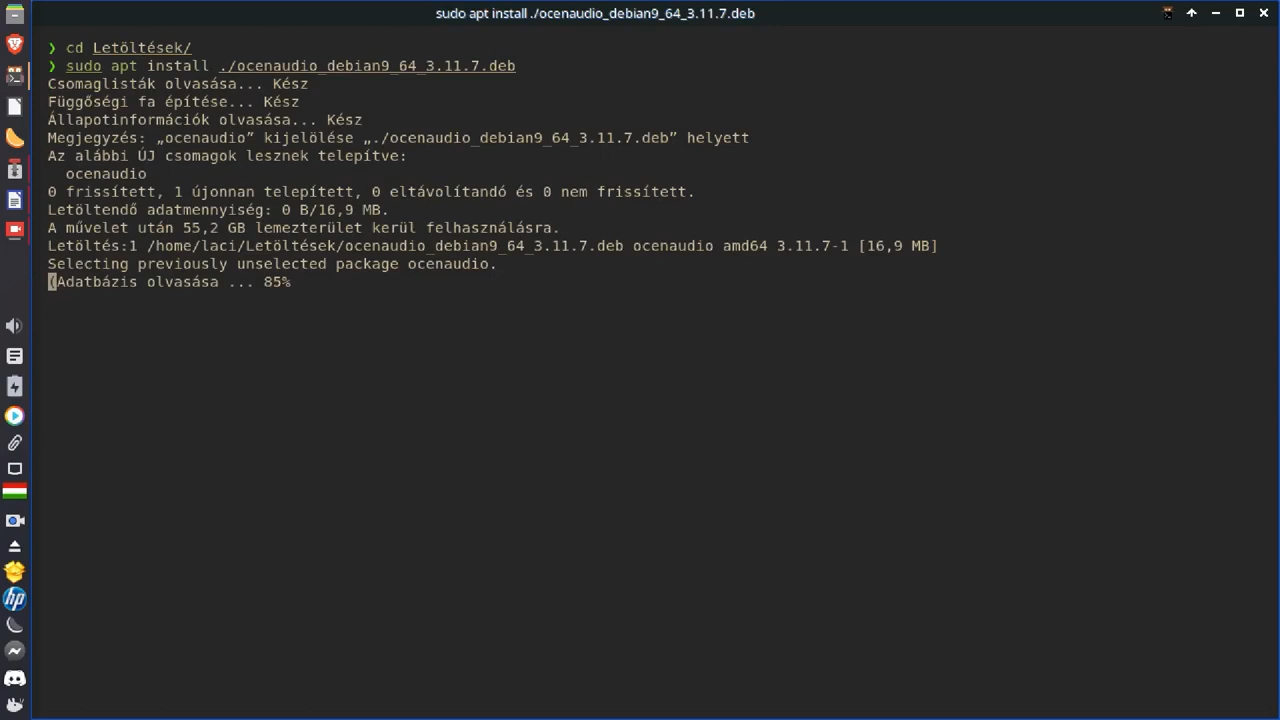 sudo apt install ./ocenaudio_debian9_64_3.11.7.deb
❯ cd Letöltések/
❯ sudo apt install ./ocenaudio_debian9_64_3.11.7.deb
Csomaglisták olvasása... Kész
Függőségi fa építése... Kész
Állapotinformációk olvasása... Kész
Megjegyzés: „ocenaudio” kijelölése „./ocenaudio_debian9_64_3.11.7.deb” helyett
Az alábbi ÚJ csomagok lesznek telepítve:
ocenaudio
0 frissített, 1 újonnan telepített, 0 eltávolítandó és 0 nem frissített.
Letöltendő adatmennyiség: 0 B/16,9 MB.
A művelet után 55,2 GB lemezterület kerül felhasználásra.
Letöltés:1 /home/laci/Letöltések/ocenaudio_debian9_64_3.11.7.deb ocenaudio amd64 3.11.7-1 [16,9 MB]
Selecting previously unselected package ocenaudio.
(Adatbázis olvasása ... 85%
hp